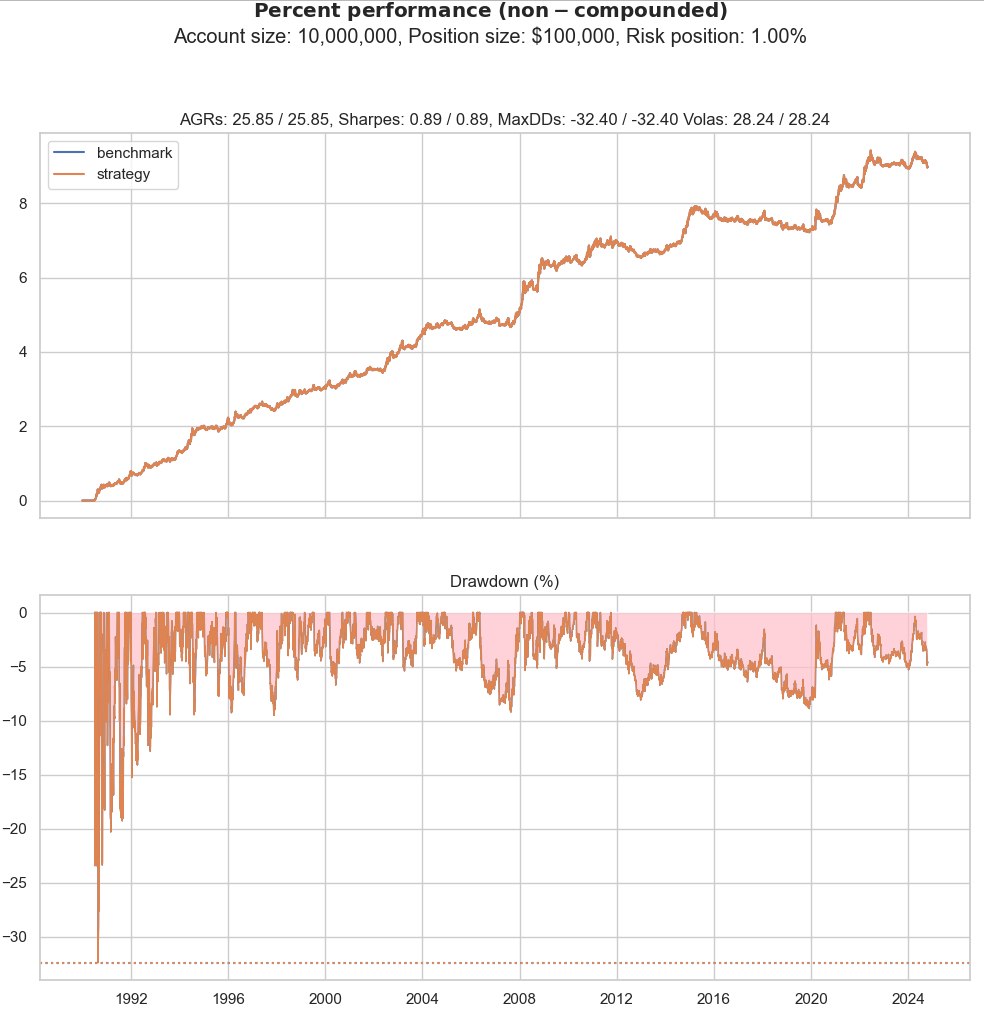 Percent performance (non − compounded)
Account size: 10,000,000, Position size: $100,000, Risk position: 1.00%
AGRs: 25.85 / 25.85, Sharpes: 0.89 / 0.89, MaxDDs: -32.40 / -32.40 Volas: 28.24 / 28.24
benchmark
strategy
8
6
4
2
0
Drawdown (%)
0
−5
−10
−15
−20
−25
−30
1992 1996 2000 2004 2008 2012 2016 2020 2024